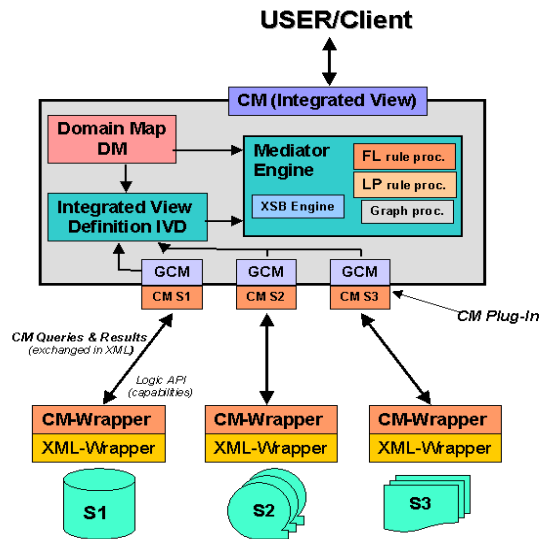 USER/Client
CM (Integrated View)
Domain Map
DM
Mediator
Engine
FL rule proc.
LP rule proc.
XSB Engine
Graph proc.
Integrated View
Definition IVD
GCM
GCM
GCM
CM S1
CM S2
CM S3
CM Plug-In
CM Queries & Results
(exchanged in XML)
Logic API
(capabilities)
CM-Wrapper
CM-Wrapper
CM-Wrapper
XML-Wrapper
XML-Wrapper
XML-Wrapper
S1
S2
S3